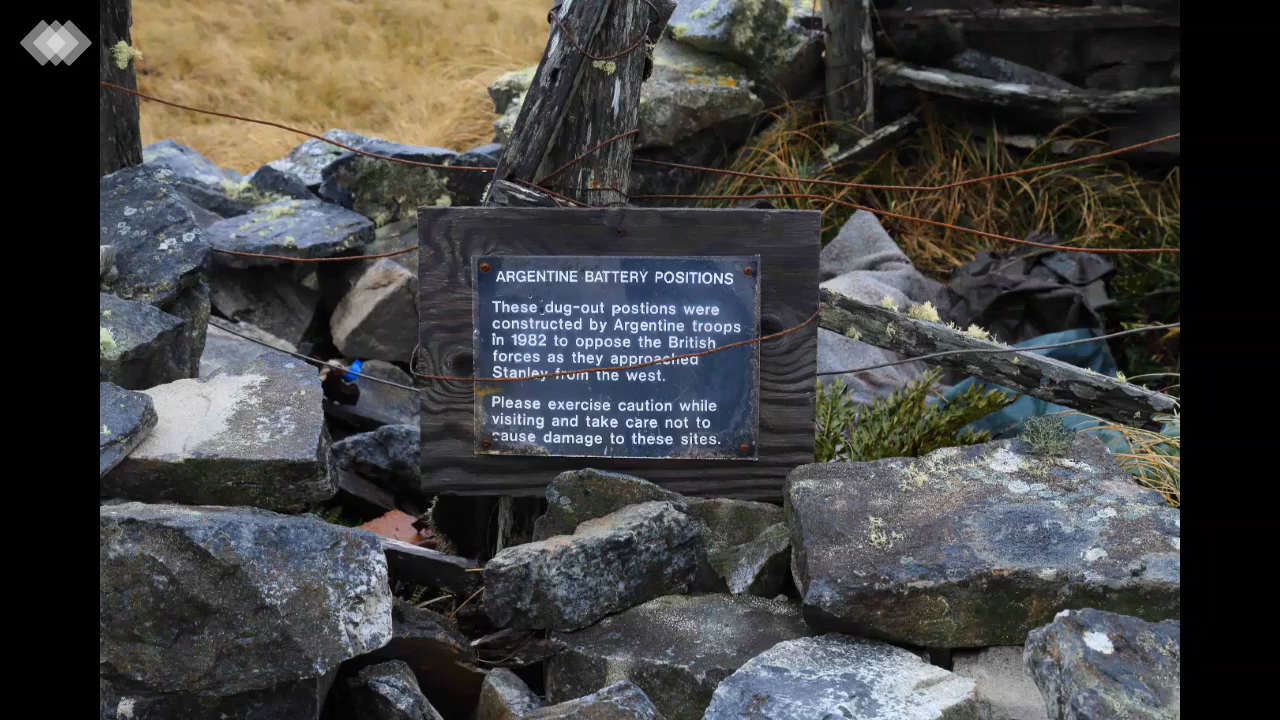 ARGENTINE BATTERY POSITIONS
These dug-out postions were
constructed by Argentine troops
in 1982 to oppose the British
forces as they approached
Stanley from the west.
Please exercise caution while
visiting and take care not to
cause damage to these sites.